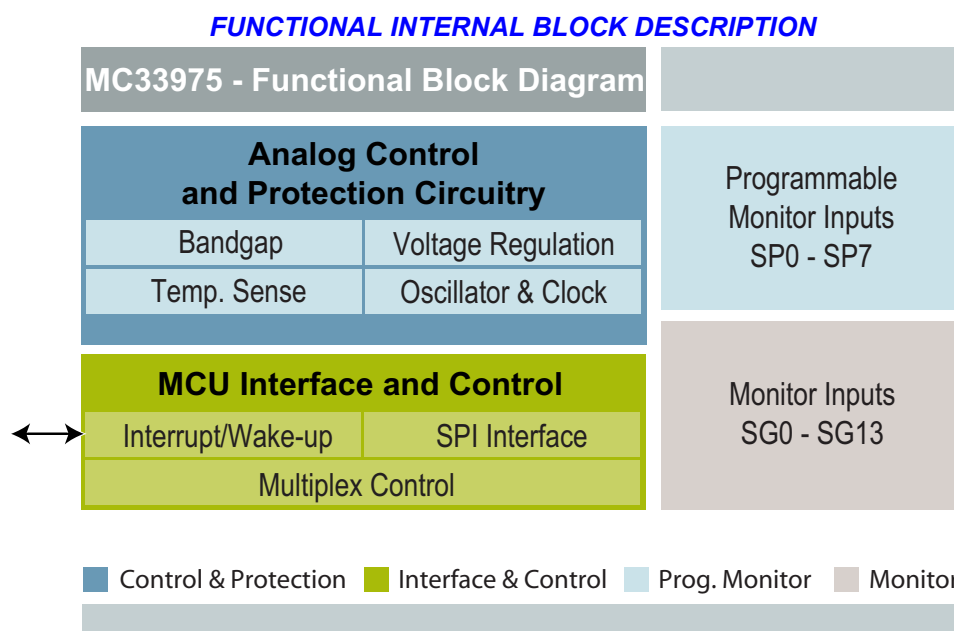 FUNCTIONAL INTERNAL BLOCK DESCRIPTION
MC33975 - Functional Block Diagram
Analog Control
and Protection Circuitry
Bandgap
Voltage Regulation
Temp. Sense
Oscillator & Clock
MCU Interface and Control
Interrupt/Wake-up
SPI Interface
Multiplex Control
Programmable
Monitor Inputs
SP0 - SP7
Monitor Inputs
SG0 - SG13
Control & Protection
Interface & Control
Prog. Monitor
Monitor